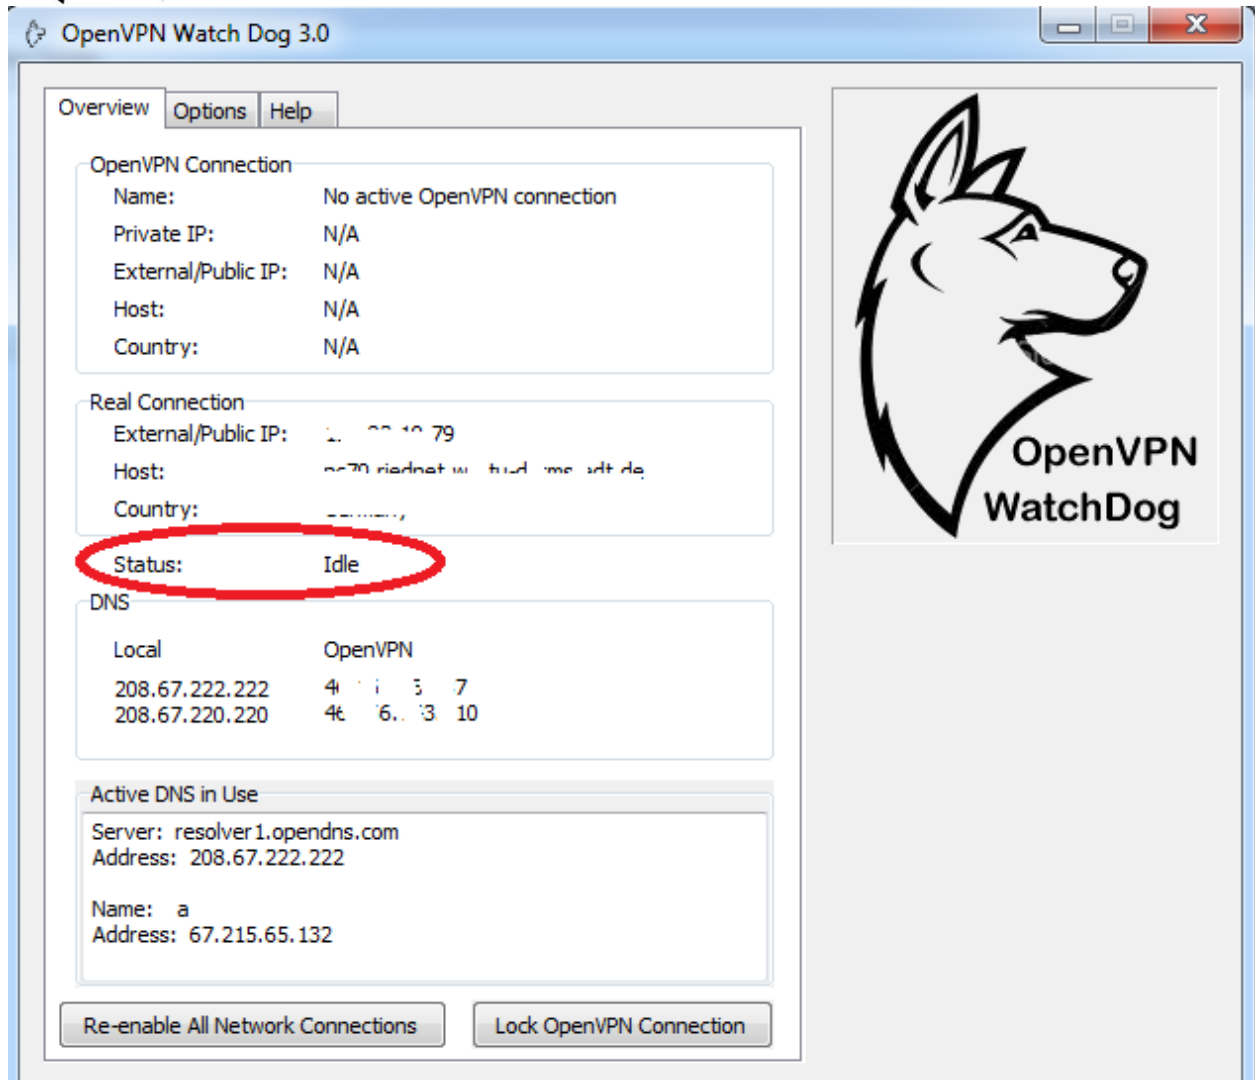 OpenVPN Watch Dog 3.0
Overview Options Help
OpenVPN Connection
Name: No active OpenVPN connection
Private IP: N/A
External/Public IP: N/A
Host: N/A
Country: N/A
Real Connection
External/Public IP: 79
Host:
Country:
Status: Idle
DNS
Local OpenVPN
208.67.222.222
208.67.220.220 10
Active DNS in Use
Server: resolver1.opendns.com
Address: 208.67.222.222
Name: a
Address: 67.215.65.132
Re-enable All Network Connections Lock OpenVPN Connection
OpenVPN
WatchDog